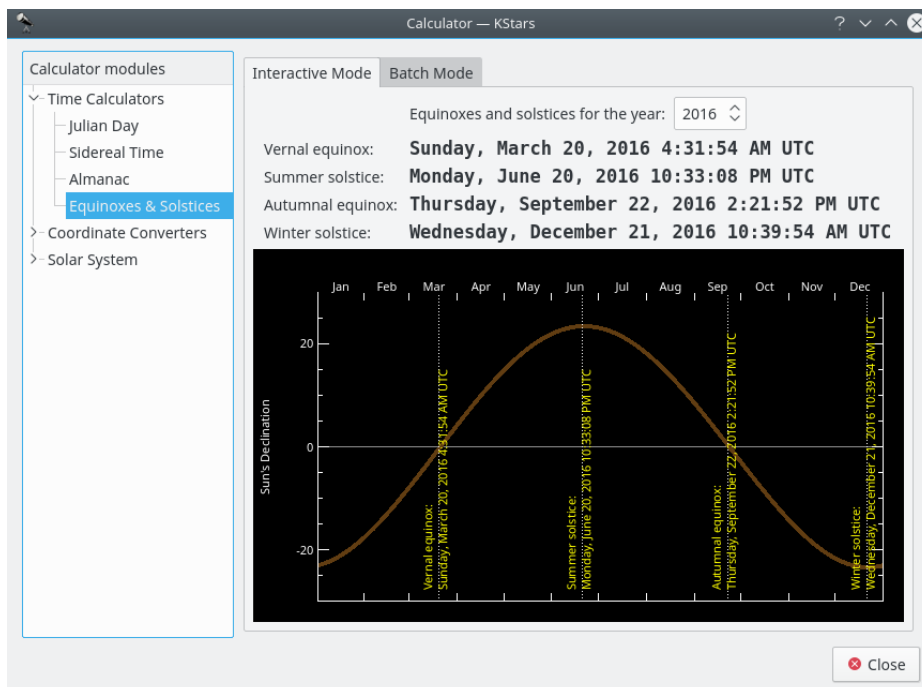 Calculator — KStars
Calculator modules
Time Calculators
Julian Day
Sidereal Time
Almanac
Equinoxes & Solstices
Coordinate Converters
Solar System
Interactive Mode Batch Mode
Equinoxes and solstices for the year: 2016
Vernal equinox: Sunday, March 20, 2016 4:31:54 AM UTC
Summer solstice: Monday, June 20, 2016 10:33:08 PM UTC
Autumnal equinox: Thursday, September 22, 2016 2:21:52 PM UTC
Winter solstice: Wednesday, December 21, 2016 10:39:54 AM UTC
Jan Feb Mar Apr May Jun Jul Aug Sep Oct Nov Dec
20
0
-20
Sun's Declination
Vernal equinox:
Sunday, March 20, 2016 4:31:54 AM UTC
Summer solstice:
Monday, June 20, 2016 10:33:08 PM UTC
Autumnal equinox:
Thursday, September 22, 2016 2:21:52 PM UTC
Winter solstice:
Wednesday, December 21, 2016 10:39:54 AM UTC
Close